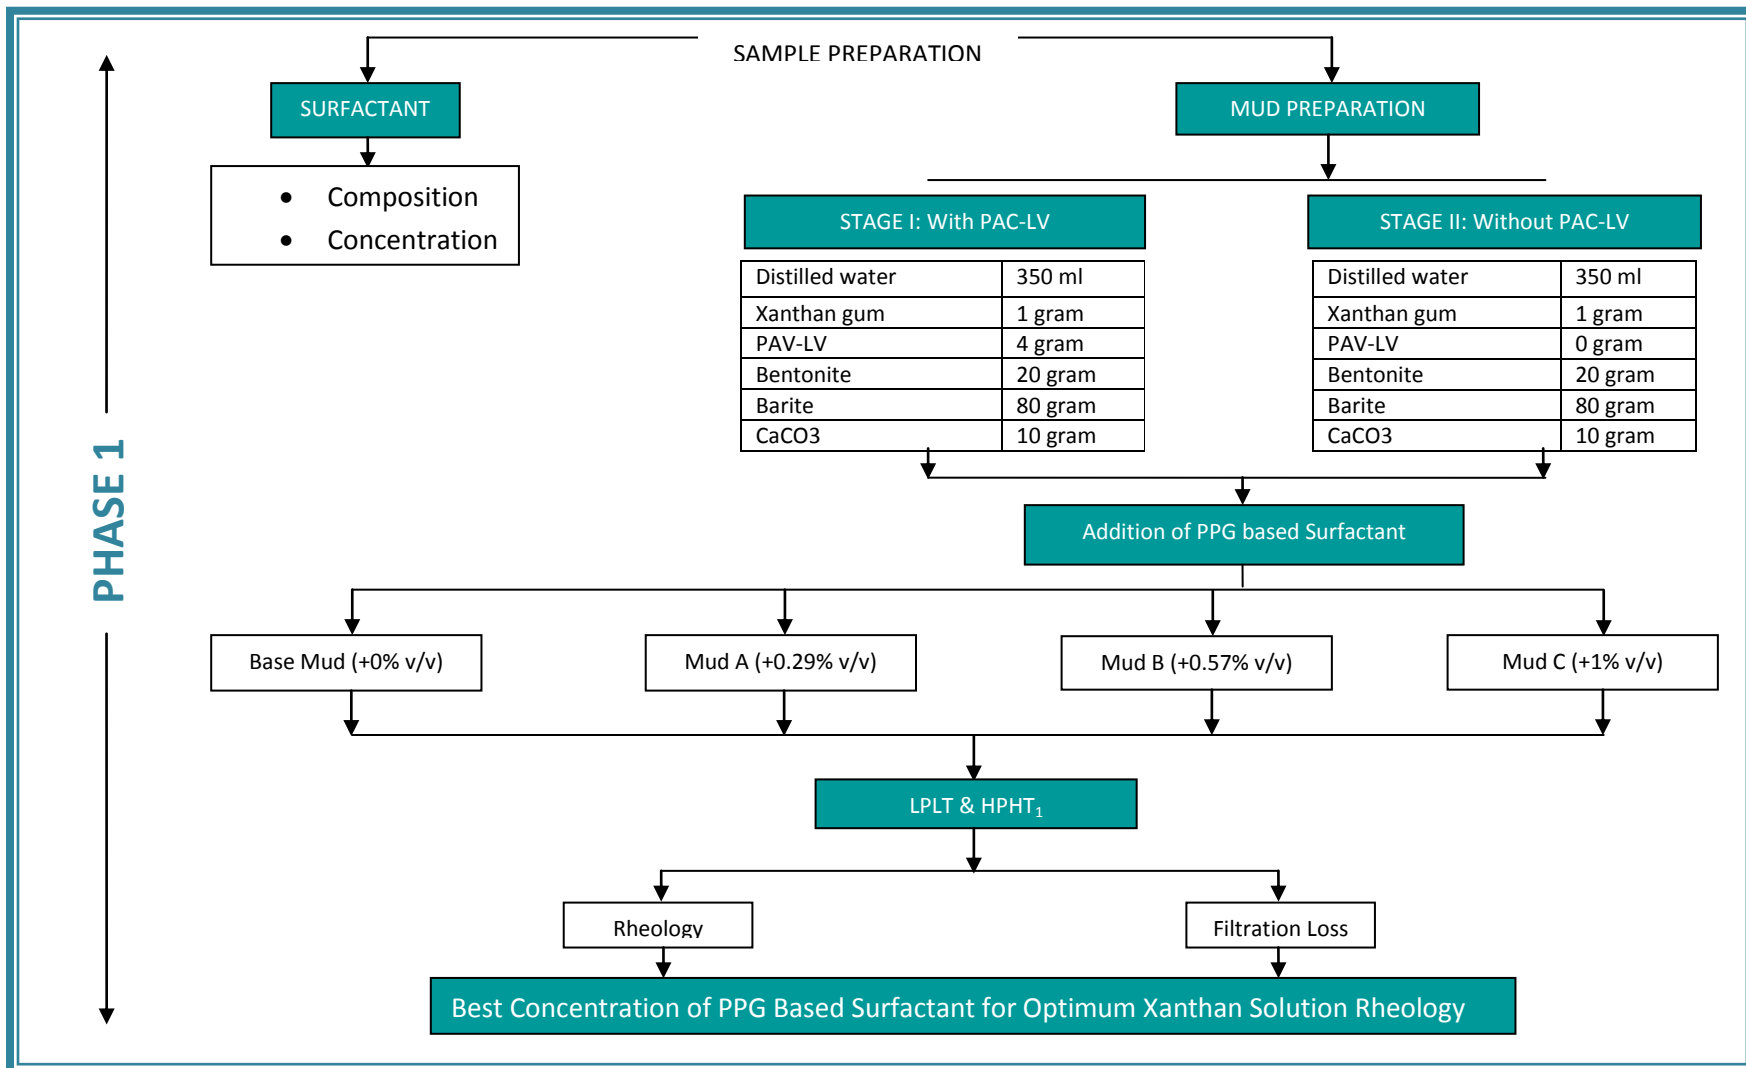 SAMPLE PREPARATION
SURFACTANT
MUD PREPARATION
• Composition
• Concentration
STAGE I: With PAC-LV
Distilled water 350 ml
Xanthan gum 1 gram
PAV-LV 4 gram
Bentonite 20 gram
Barite 80 gram
CaCO3 10 gram
STAGE II: Without PAC-LV
Distilled water 350 ml
Xanthan gum 1 gram
PAV-LV 0 gram
Bentonite 20 gram
Barite 80 gram
CaCO3 10 gram
PHASE 1
Addition of PPG based Surfactant
Base Mud (+0% v/v)
Mud A (+0.29% v/v)
Mud B (+0.57% v/v)
Mud C (+1% v/v)
LPLT & HPHT₁
Rheology
Filtration Loss
Best Concentration of PPG Based Surfactant for Optimum Xanthan Solution Rheology